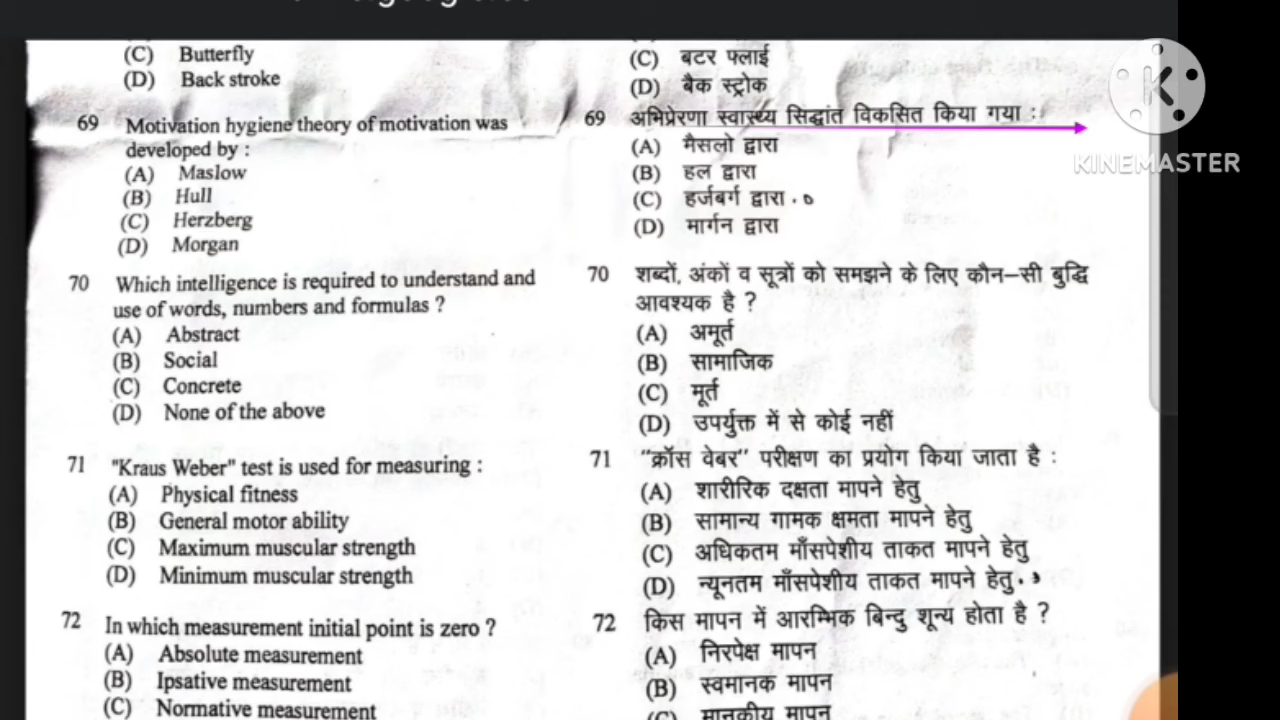 (C) Butterfly
(D) Back stroke
69 Motivation hygiene theory of motivation was
developed by :
(A) Maslow
(B) Hull
(C) Herzberg
(D) Morgan
70 Which intelligence is required to understand and
use of words, numbers and formulas ?
(A) Abstract
(B) Social
(C) Concrete
(D) None of the above
71 "Kraus Weber" test is used for measuring :
(A) Physical fitness
(B) General motor ability
(C) Maximum muscular strength
(D) Minimum muscular strength
72 In which measurement initial point is zero ?
(A) Absolute measurement
(B) Ipsative measurement
(C) Normative measurement
(C) बटर फ्लाई
(D) बैक स्ट्रोक
69 अभिप्रेरणा स्वास्थ्य सिद्धांत विकसित किया गया :
(A) मैसलो द्वारा
(B) हल द्वारा
(C) हर्जबर्ग द्वारा
(D) मार्गन द्वारा
70 शब्दों, अंकों व सूत्रों को समझने के लिए कौन–सी बुद्धि
आवश्यक है ?
(A) अमूर्त
(B) सामाजिक
(C) मूर्त
(D) उपर्युक्त में से कोई नहीं
71 "क्रॉस वेबर" परीक्षण का प्रयोग किया जाता है :
(A) शारीरिक दक्षता मापने हेतु
(B) सामान्य गामक क्षमता मापने हेतु
(C) अधिकतम माँसपेशीय ताकत मापने हेतु
(D) न्यूनतम माँसपेशीय ताकत मापने हेतु
72 किस मापन में आरम्भिक बिन्दु शून्य होता है ?
(A) निरपेक्ष मापन
(B) स्वमानक मापन
(C) मानकीय मापन
K
KINEMASTER